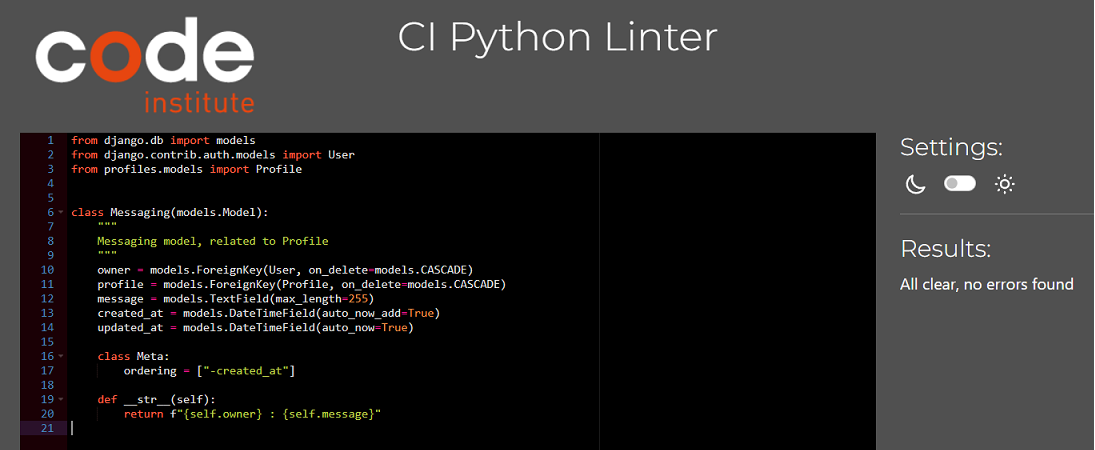 code
institute
CI Python Linter
1 from django.db import models
2 from django.contrib.auth.models import User
3 from profiles.models import Profile
4
5
6 class Messaging(models.Model):
7     """
8     Messaging model, related to Profile
9     """
10     owner = models.ForeignKey(User, on_delete=models.CASCADE)
11     profile = models.ForeignKey(Profile, on_delete=models.CASCADE)
12     message = models.TextField(max_length=255)
13     created_at = models.DateTimeField(auto_now_add=True)
14     updated_at = models.DateTimeField(auto_now=True)
15
16     class Meta:
17         ordering = ["-created_at"]
18
19     def __str__(self):
20         return f"{self.owner} : {self.message}"
21
Settings:
Results:
All clear, no errors found